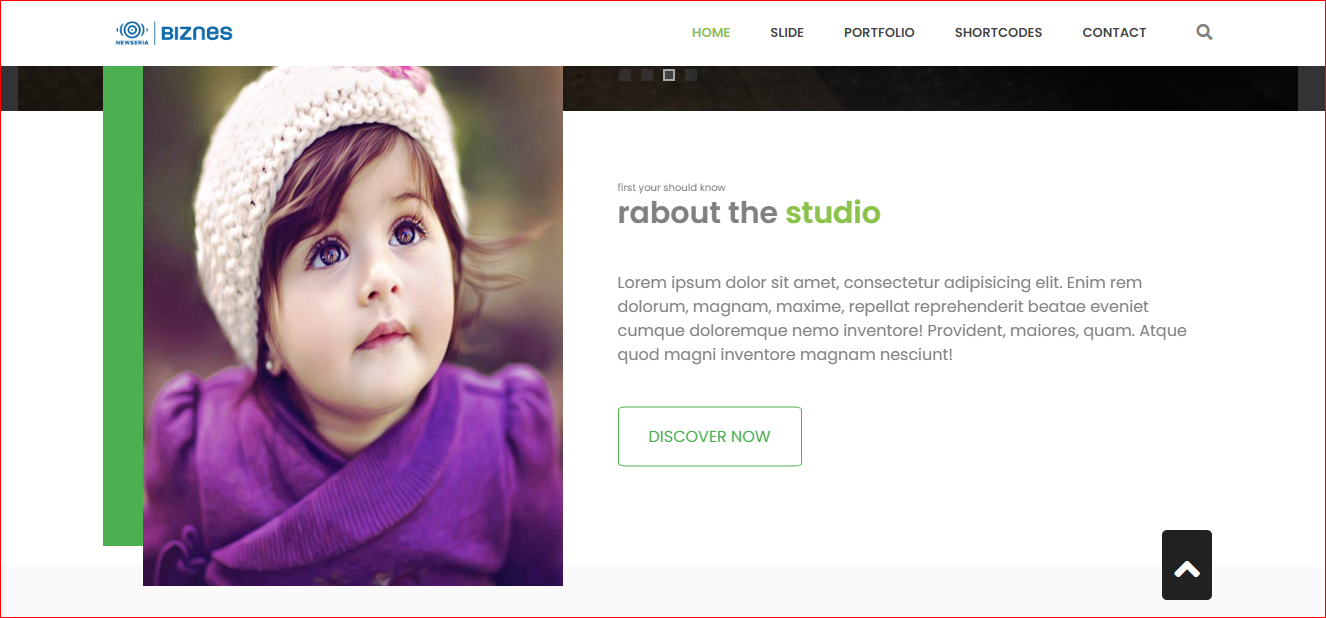 NEWSERIA BIZNES
HOME SLIDE PORTFOLIO SHORTCODES CONTACT
first your should know
rabout the studio
Lorem ipsum dolor sit amet, consectetur adipisicing elit. Enim rem
dolorum, magnam, maxime, repellat reprehenderit beatae eveniet
cumque doloremque nemo inventore! Provident, maiores, quam. Atque
quod magni inventore magnam nesciunt!
DISCOVER NOW